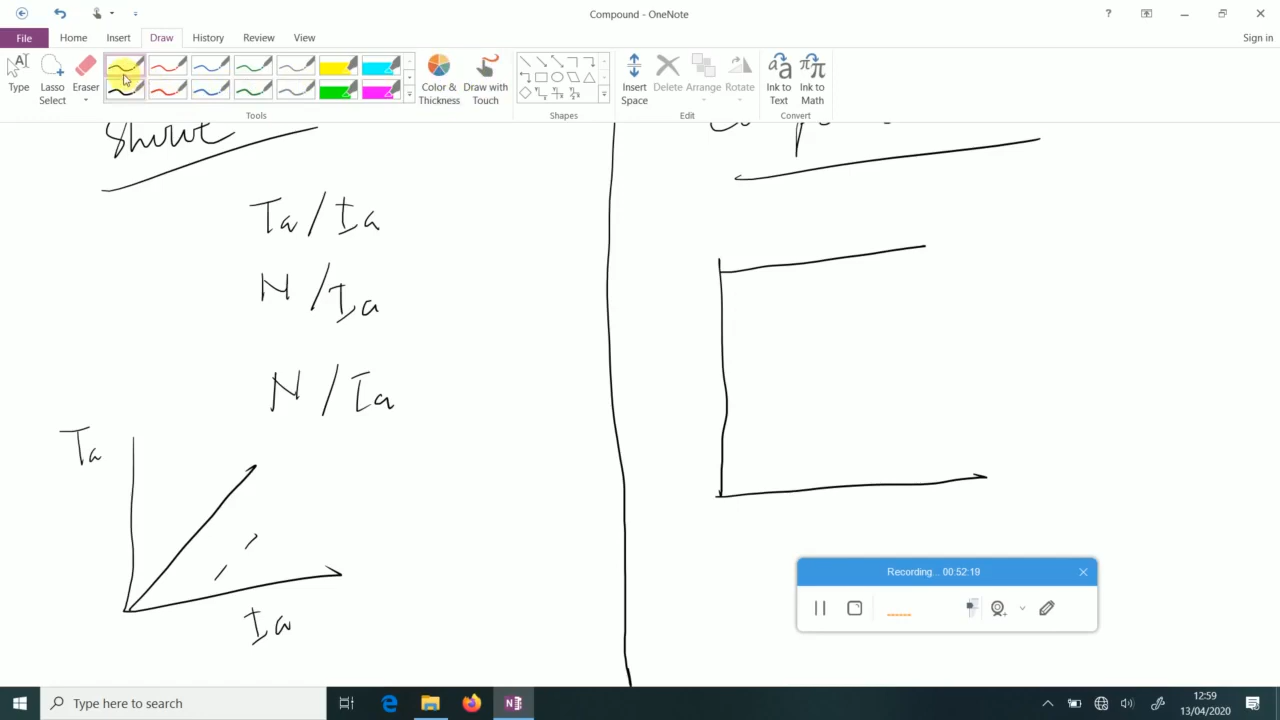 Compound - OneNote
?
File Home Insert Draw History Review View Sign in
Type
Lasso Select
Eraser
Color & Thickness
Draw with Touch
Insert Space
Delete
Arrange
Rotate
Ink to Text
Ink to Math
Tools
Shapes
Edit
Convert
Shunt
Ta/Ia
N/Ia
N/Ia
Ta
Ia
Recording... 00:52:19
Type here to search
12:59
13/04/2020